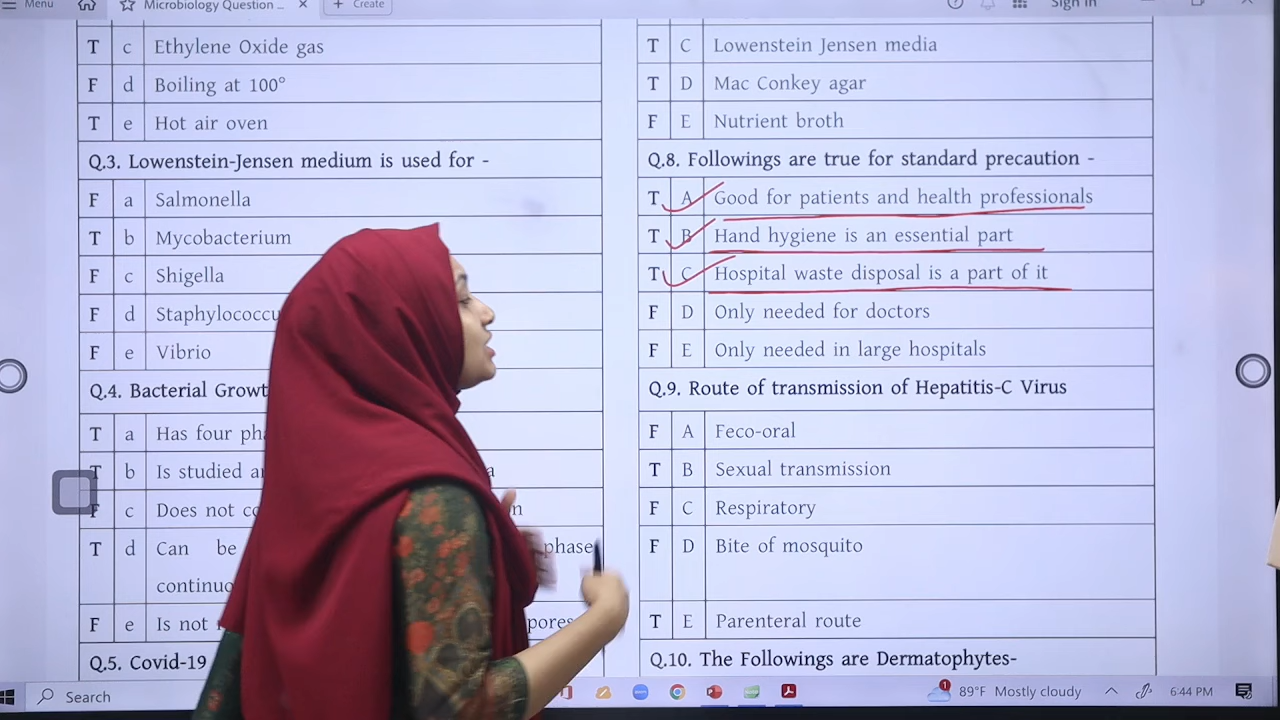 Menu
Microbiology Question ...
Create
Sign in
T c Ethylene Oxide gas
F d Boiling at 100°
T e Hot air oven
Q.3. Lowenstein-Jensen medium is used for -
F a Salmonella
T b Mycobacterium
F c Shigella
F d Staphylococcu
F e Vibrio
Q.4. Bacterial Growt
T a Has four pha
T b Is studied a
F c Does not co n
T d Can be phase
continuo
F e Is not pores
Q.5. Covid-19
T C Lowenstein Jensen media
T D Mac Conkey agar
F E Nutrient broth
Q.8. Followings are true for standard precaution -
T A Good for patients and health professionals
T B Hand hygiene is an essential part
T C Hospital waste disposal is a part of it
F D Only needed for doctors
F E Only needed in large hospitals
Q.9. Route of transmission of Hepatitis-C Virus
F A Feco-oral
T B Sexual transmission
F C Respiratory
F D Bite of mosquito
T E Parenteral route
Q.10. The Followings are Dermatophytes-
Search
1
89°F Mostly cloudy
6:44 PM